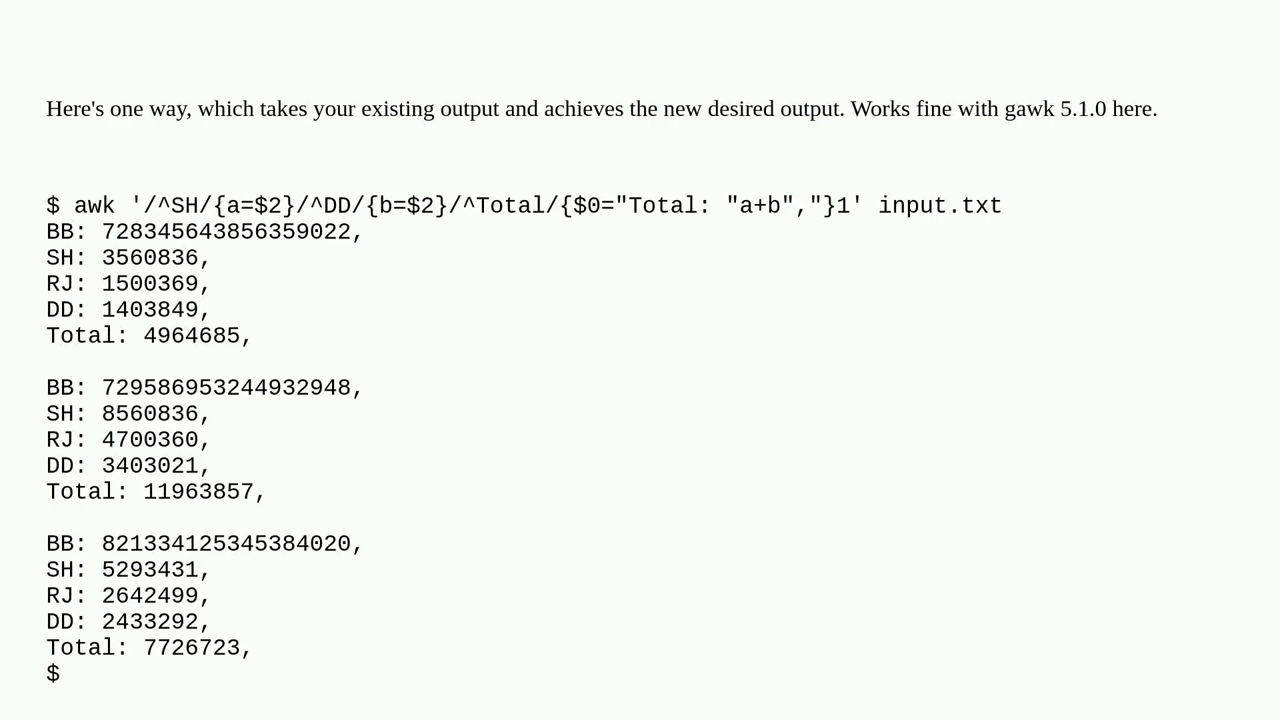 Here's one way, which takes your existing output and achieves the new desired output. Works fine with gawk 5.1.0 here.
$ awk '/^SH/{a=$2}/^DD/{b=$2}/^Total/{$0="Total: "a+b","}1' input.txt
BB: 728345643856359022,
SH: 3560836,
RJ: 1500369,
DD: 1403849,
Total: 4964685,
BB: 729586953244932948,
SH: 8560836,
RJ: 4700360,
DD: 3403021,
Total: 11963857,
BB: 821334125345384020,
SH: 5293431,
RJ: 2642499,
DD: 2433292,
Total: 7726723,
$